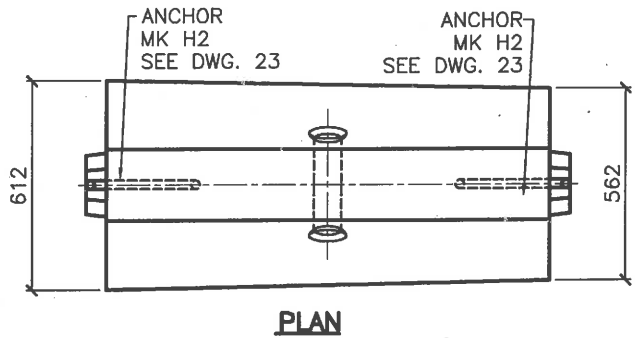 ANCHOR
MK H2
SEE DWG. 23
ANCHOR
MK H2
SEE DWG. 23
612
562
PLAN